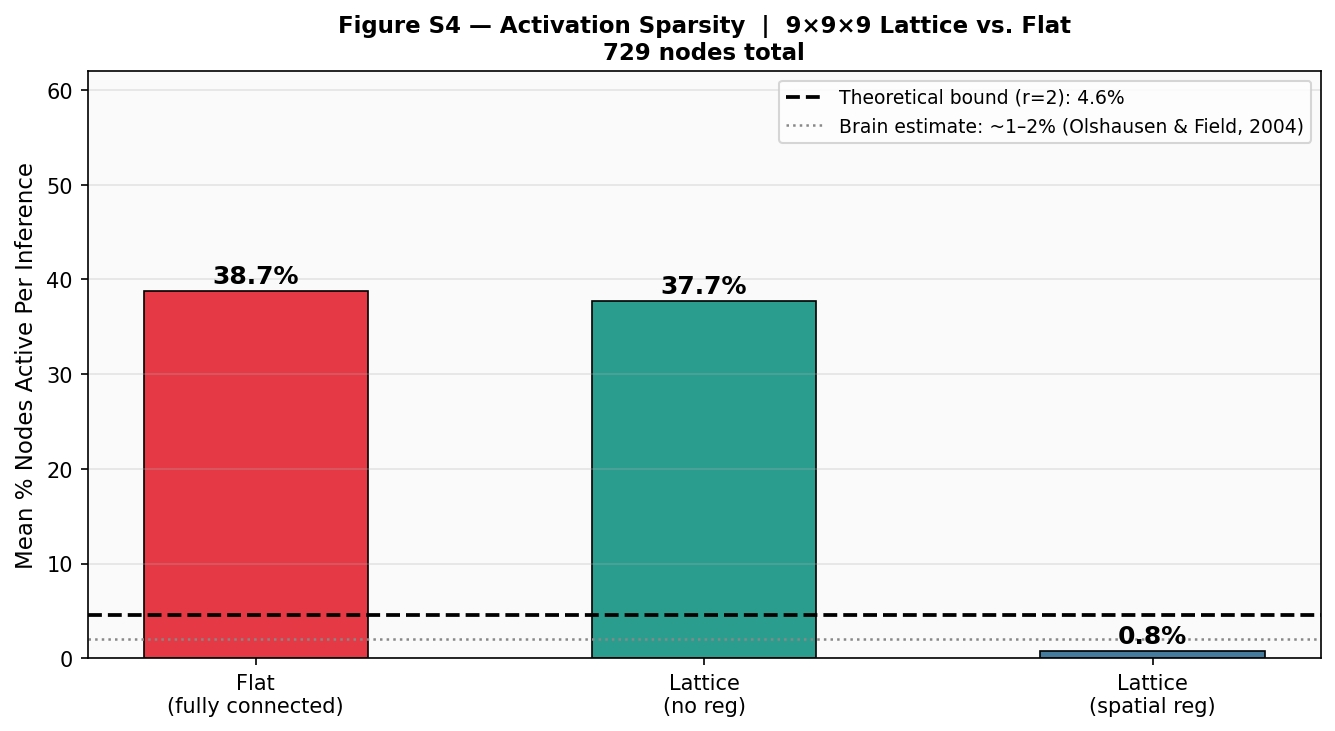 Figure S4 — Activation Sparsity | 9×9×9 Lattice vs. Flat
729 nodes total
Mean % Nodes Active Per Inference
60
50
40
30
20
10
0
Theoretical bound (r=2): 4.6%
Brain estimate: ~1–2% (Olshausen & Field, 2004)
38.7%
37.7%
0.8%
Flat
(fully connected)
Lattice
(no reg)
Lattice
(spatial reg)